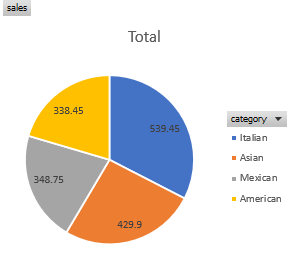 sales
Total
338.45
539.45
348.75
429.9
category
Italian
Asian
Mexican
American